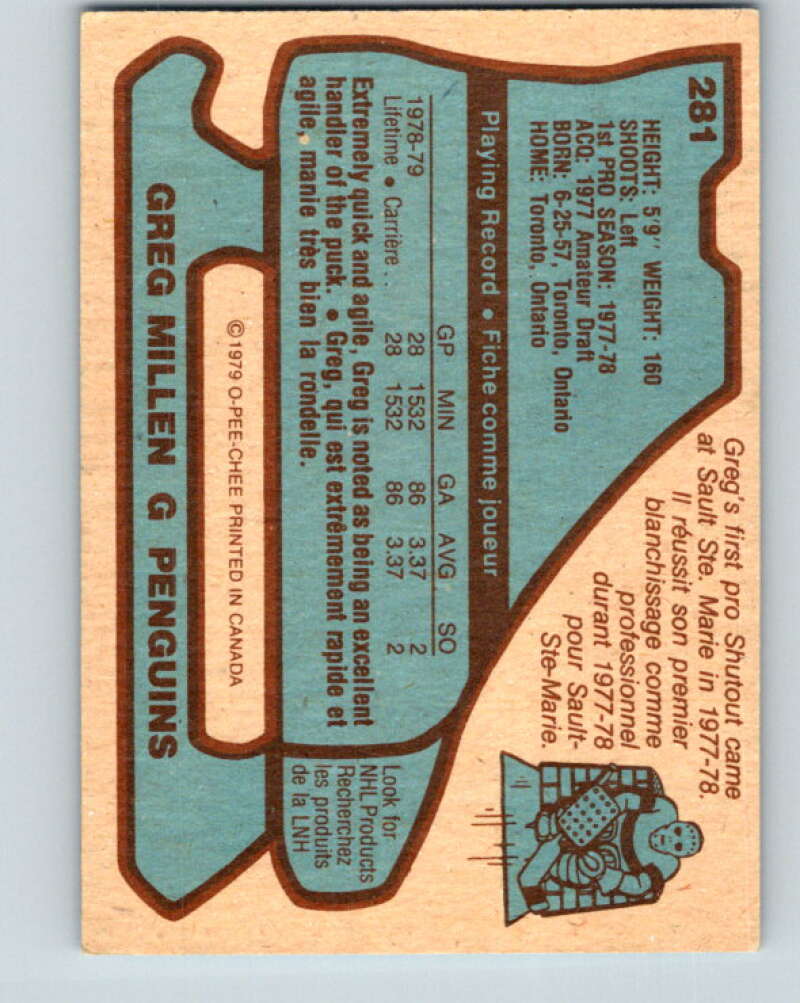 281
HEIGHT: 5'9" WEIGHT: 160
SHOOTS: Left
1st PRO SEASON: 1977-78
ACQ: 1977 Amateur Draft
BORN: 6-25-57, Toronto, Ontario
HOME: Toronto, Ontario
Greg's first pro Shutout came
at Sault Ste. Marie in 1977-78.
Il réussit son premier
blanchissage comme
professionnel
durant 1977-78
pour Sault-
Ste-Marie.
Playing Record • Fiche comme joueur
GP MIN GA AVG SO
1978-79 28 1532 86 3.37 2
Lifetime • Carrière .. 28 1532 86 3.37 2
Extremely quick and agile, Greg is noted as being an excellent
handler of the puck. • Greg, qui est extrêmement rapide et
agile, manie très bien la rondelle.
Look for
NHL Products
Recherchez
les produits
de la LNH
©1979 O-PEE-CHEE PRINTED IN CANADA
GREG MILLEN G PENGUINS